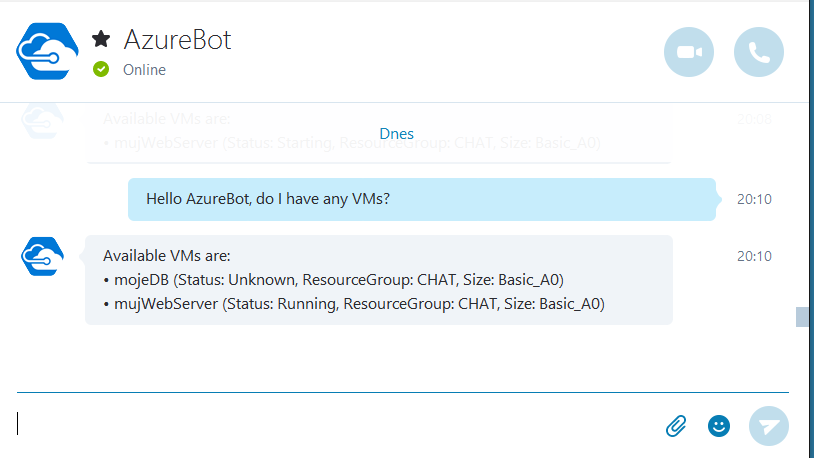 AzureBot
Online
Available VMs are:
20:08
• mujWebServer (Status: Starting, ResourceGroup: CHAT, Size: Basic_A0)
Dnes
Hello AzureBot, do I have any VMs?
20:10
Available VMs are:
20:10
• mojeDB (Status: Unknown, ResourceGroup: CHAT, Size: Basic_A0)
• mujWebServer (Status: Running, ResourceGroup: CHAT, Size: Basic_A0)